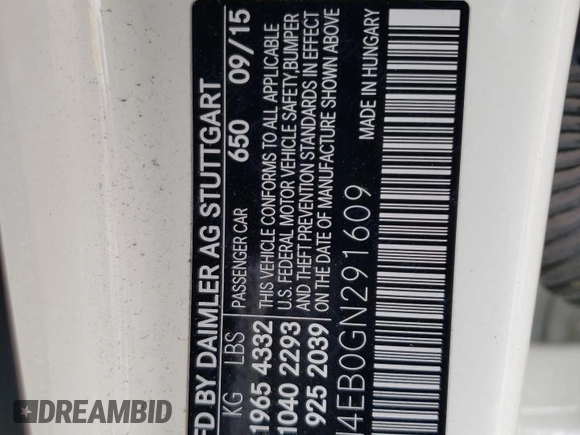 MFD BY DAIMLER AG STUTTGART
KG LBS PASSENGER CAR 650 09/15
1965 4332 THIS VEHICLE CONFORMS TO ALL APPLICABLE
1040 2293 U.S. FEDERAL MOTOR VEHICLE SAFETY,BUMPER
925 2039 AND THEFT PREVENTION STANDARDS IN EFFECT
ON THE DATE OF MANUFACTURE SHOWN ABOVE
J4EB0GN291609 MADE IN HUNGARY
DREAMBID